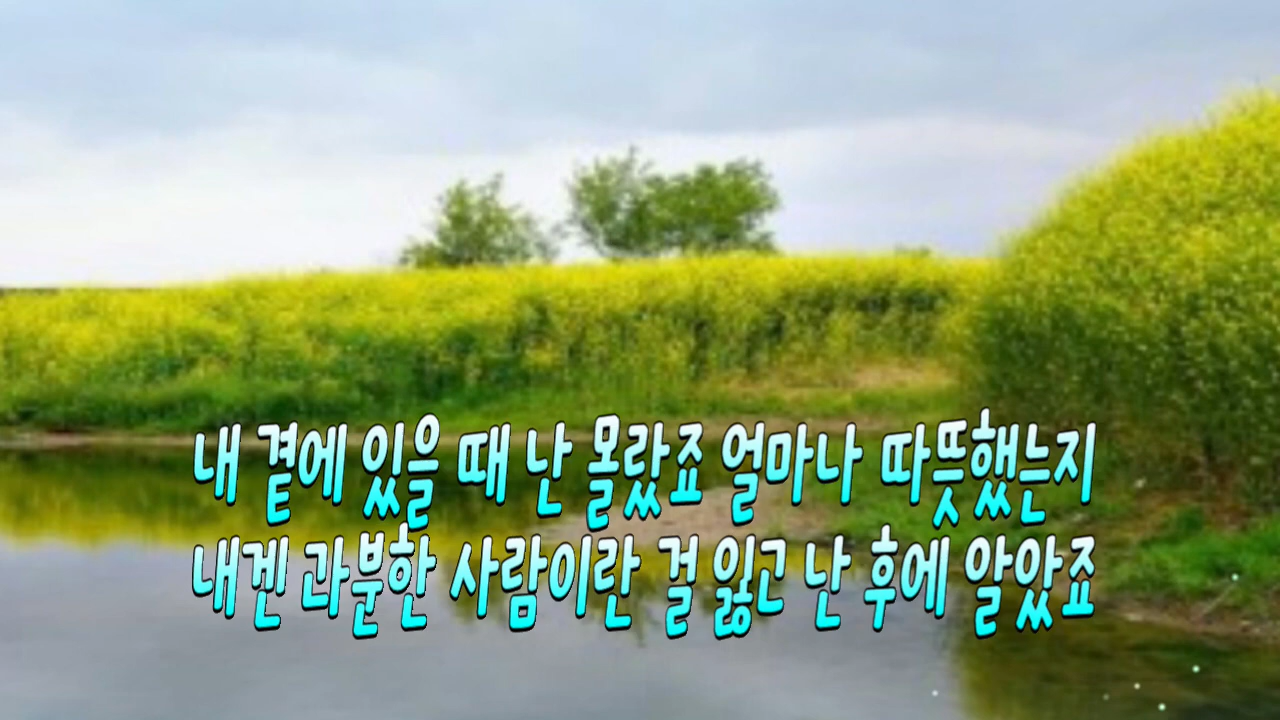 내 곁에 있을 때 난 몰랐죠 얼마나 따뜻했는지
내겐 과분한 사람이란 걸 잃고 난 후에 알았죠